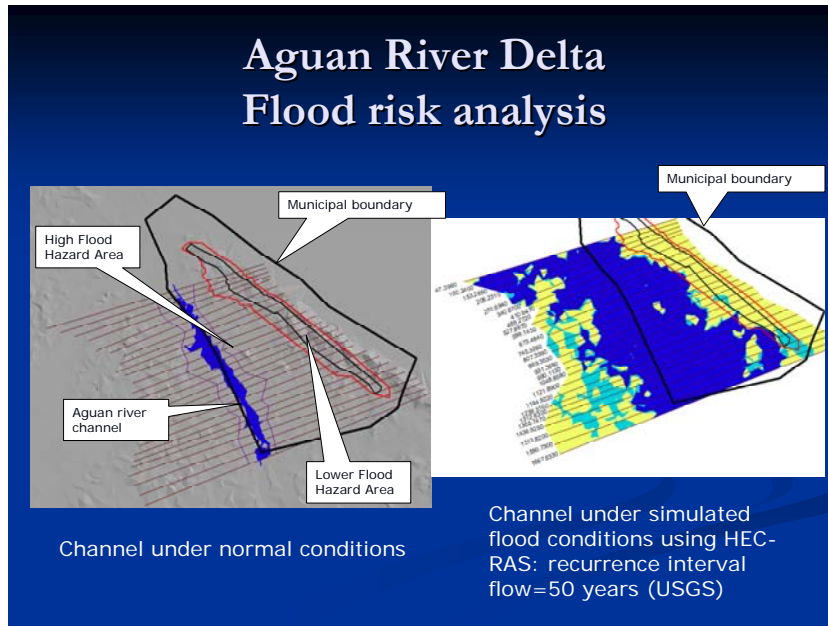 Aguan River Delta
Flood risk analysis
Municipal boundary
High Flood
Hazard Area
Aguan river
channel
Lower Flood
Hazard Area
Channel under normal conditions
Municipal boundary
Channel under simulated
flood conditions using HEC-
RAS: recurrence interval
flow=50 years (USGS)